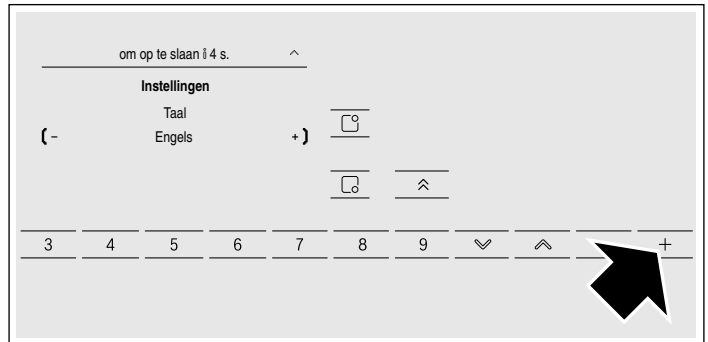 om op te slaan i 4 s.
Instellingen
Taal
- Engels +
3 4 5 6 7 8 9 +